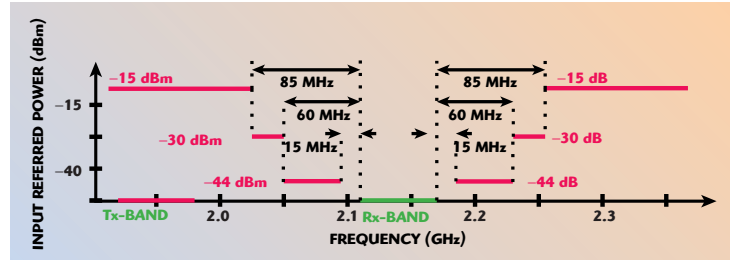 INPUT REFERRED POWER (dBm)
−15
−40
−15 dBm
85 MHz
85 MHz
−15 dB
60 MHz
60 MHz
−30 dBm
15 MHz
15 MHz
−30 dB
−44 dBm
−44 dB
Tx-BAND
2.0
2.1
Rx-BAND
2.2
2.3
FREQUENCY (GHz)